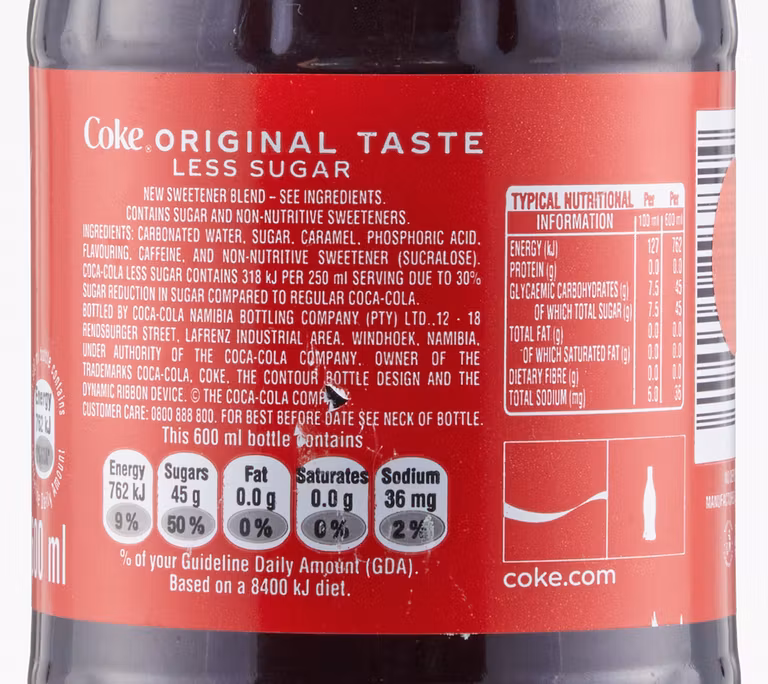 Coke® ORIGINAL TASTE
LESS SUGAR
NEW SWEETENER BLEND – SEE INGREDIENTS.
CONTAINS SUGAR AND NON-NUTRITIVE SWEETENERS.
INGREDIENTS: CARBONATED WATER, SUGAR, CARAMEL, PHOSPHORIC ACID,
FLAVOURING, CAFFEINE, AND NON-NUTRITIVE SWEETENER (SUCRALOSE).
COCA-COLA LESS SUGAR CONTAINS 318 kJ PER 250 ml SERVING DUE TO 30%
SUGAR REDUCTION IN SUGAR COMPARED TO REGULAR COCA-COLA.
BOTTLED BY COCA-COLA NAMIBIA BOTTLING COMPANY (PTY) LTD..12 - 18
RENDSBURGER STREET, LAFRENZ INDUSTRIAL AREA, WINDHOEK, NAMIBIA,
UNDER AUTHORITY OF THE COCA-COLA COMPANY, OWNER OF THE
TRADEMARKS COCA-COLA, COKE, THE CONTOUR BOTTLE DESIGN AND THE
DYNAMIC RIBBON DEVICE. © THE COCA-COLA
CUSTOMER CARE: 0800 888 800. FOR BEST BEFORE DATE SEE NECK OF BOTTLE.
This 600 ml bottle contains
Energy 762 kJ 9%
Sugars 45 g 50%
Fat 0.0 g 0%
Saturates 0.0 g 0%
Sodium 36 mg 2%
% of your Guideline Daily Amount (GDA).
Based on a 8400 kJ diet.
TYPICAL NUTRITIONAL INFORMATION Per 100 ml Per 600 ml
ENERGY (kJ) 127 762
PROTEIN (g) 0.0 0.0
GLYCAEMIC CARBOHYDRATES (g) 7.5 45
OF WHICH TOTAL SUGAR (g) 7.5 45
TOTAL FAT (g) 0.0 0.0
OF WHICH SATURATED FAT (g) 0.0 0.0
DIETARY FIBRE (g) 0.0 0.0
TOTAL SODIUM (mg) 6.0 36
coke.com
ml